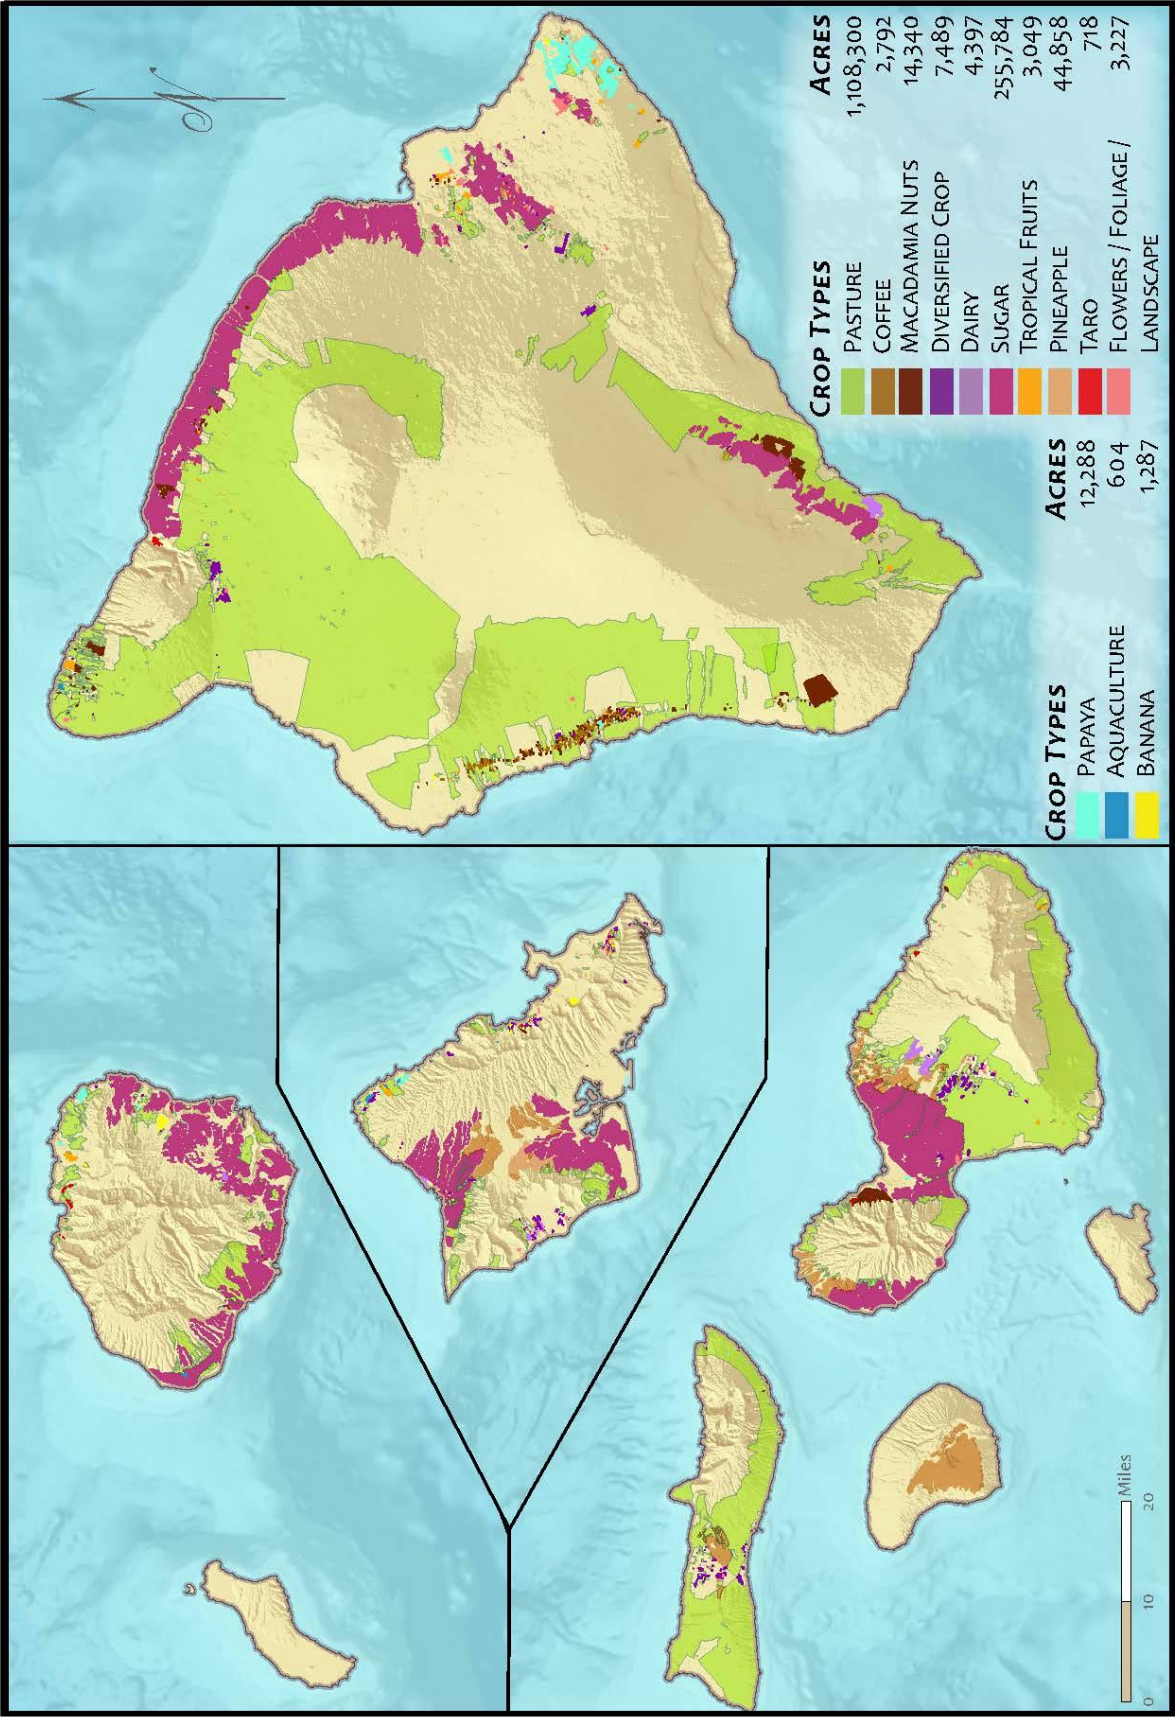 N
CROP TYPES ACRES
PASTURE 1,108,300
COFFEE 2,792
MACADAMIA NUTS 14,340
DIVERSIFIED CROP 7,489
DAIRY 4,397
SUGAR 255,784
TROPICAL FRUITS 3,049
PINEAPPLE 44,858
TARO 718
FLOWERS / FOLIAGE / 3,227
LANDSCAPE
CROP TYPES ACRES
PAPAYA 12,288
AQUACULTURE 604
BANANA 1,287
Miles
0 10 20